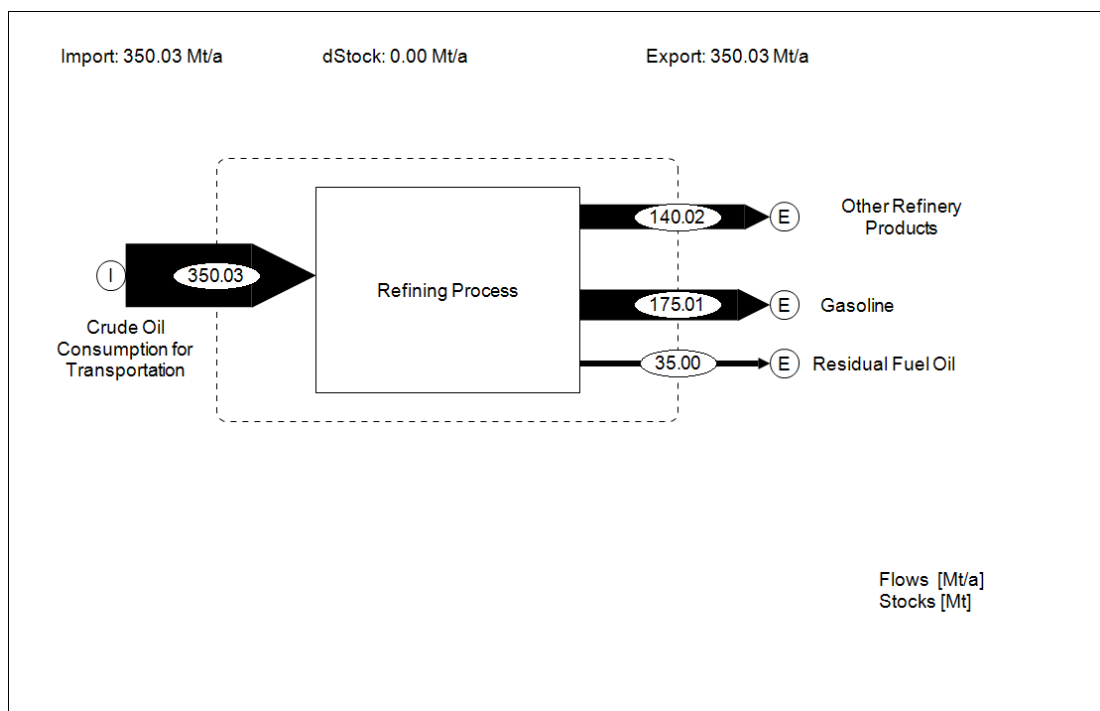 Import: 350.03 Mt/a
dStock: 0.00 Mt/a
Export: 350.03 Mt/a
140.02
E
Other Refinery
Products
I
350.03
Refining Process
175.01
E
Gasoline
Crude Oil
Consumption for
Transportation
35.00
E
Residual Fuel Oil
Flows [Mt/a]
Stocks [Mt]